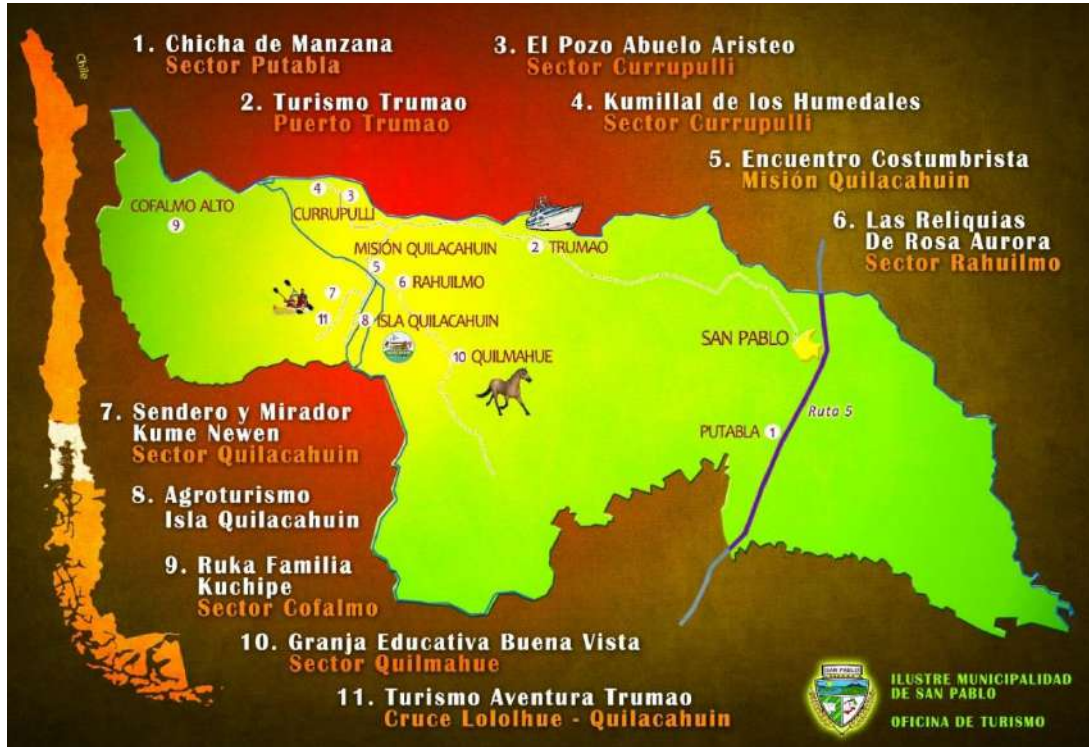 Chile
1. Chicha de Manzana
Sector Putabla
2. Turismo Trumao
Puerto Trumao
3. El Pozo Abuelo Aristeo
Sector Currupulli
4. Kumillal de los Humedales
Sector Currupulli
5. Encuentro Costumbrista
Misión Quilacahuin
6. Las Reliquias
De Rosa Aurora
Sector Rahuilmo
COFALMO ALTO
9
4
3
CURRUPULLI
2 TRUMAO
MISIÓN QUILACAHUIN
5
6 RAHUILMO
7
11
8 ISLA QUILACAHUIN
10 QUILMAHUE
SAN PABLO
Ruta 5
PUTABLA 1
7. Sendero y Mirador
Kume Newen
Sector Quilacahuin
8. Agroturismo
Isla Quilacahuin
9. Ruka Familia
Kuchipe
Sector Cofalmo
10. Granja Educativa Buena Vista
Sector Quilmahue
11. Turismo Aventura Trumao
Cruce Lololhue - Quilacahuin
SAN PABLO
ILUSTRE MUNICIPALIDAD
DE SAN PABLO
OFICINA DE TURISMO